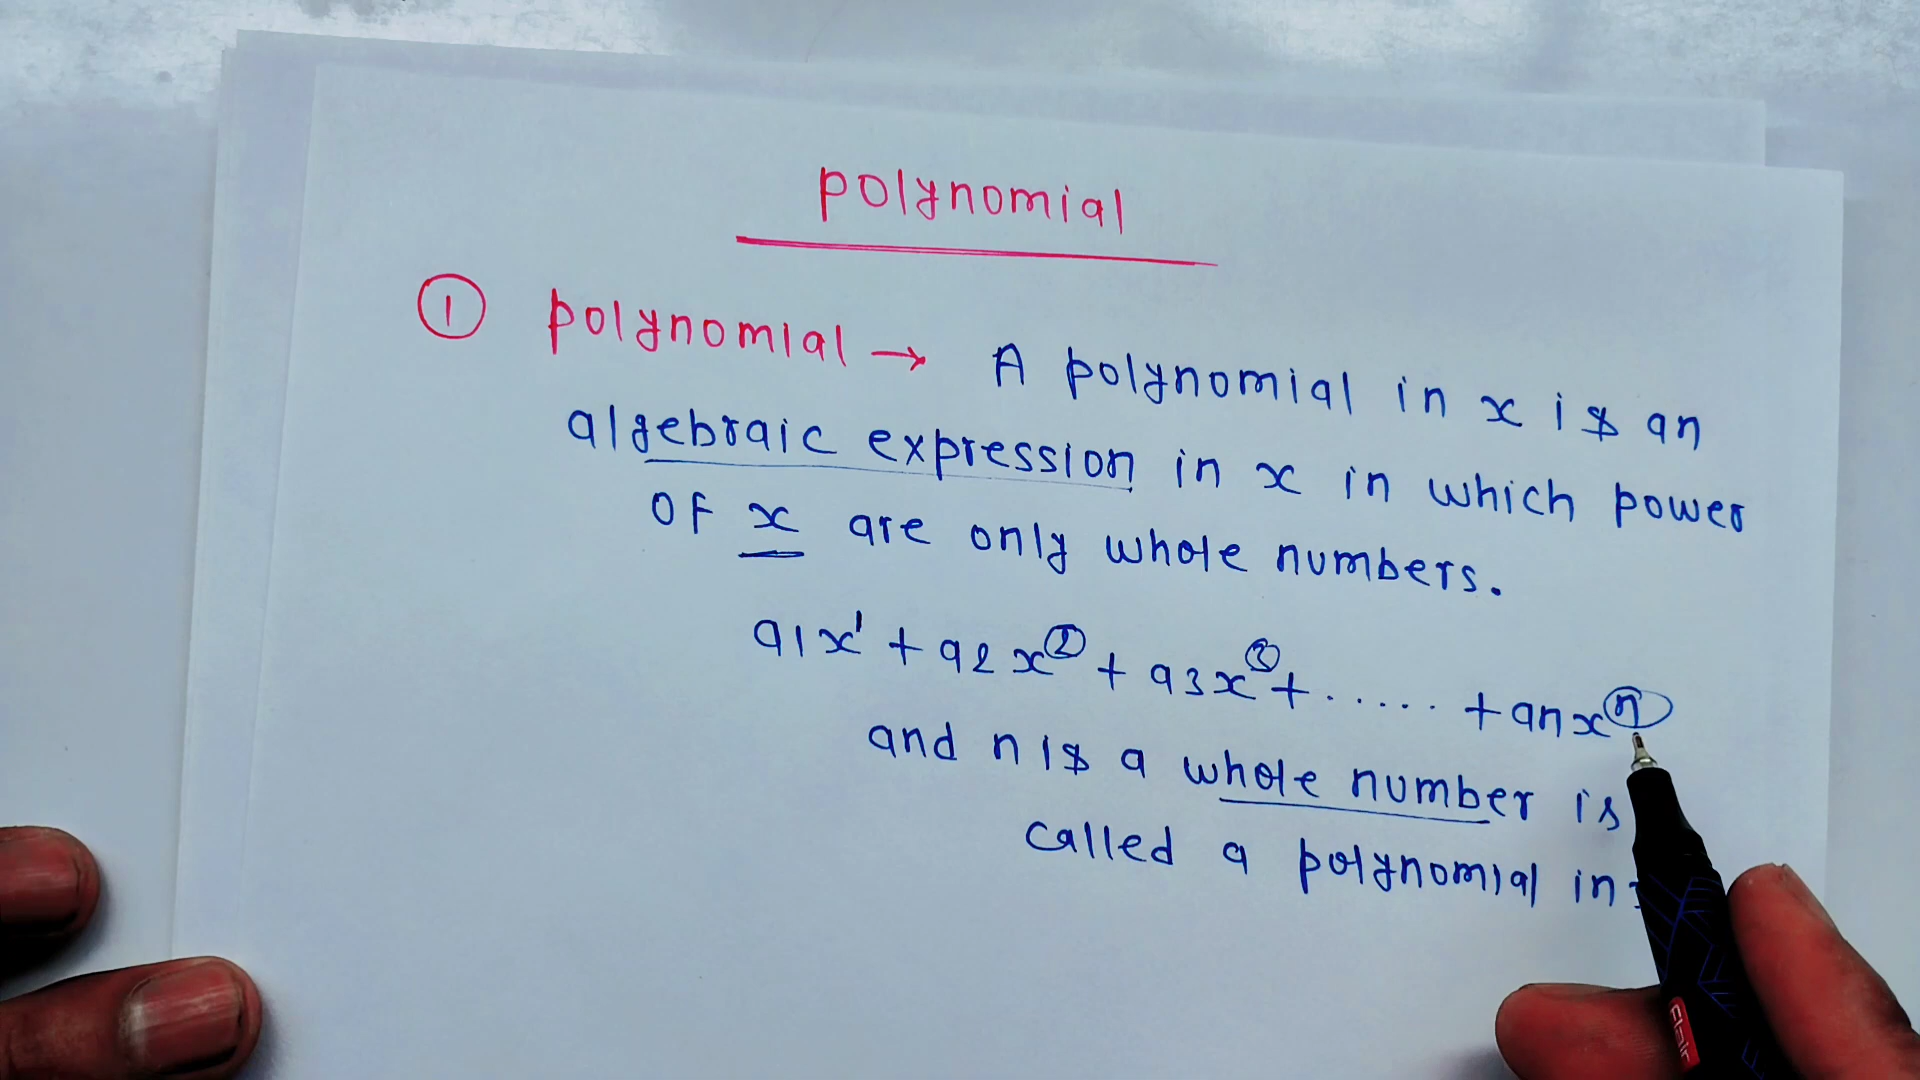 polynomial
① polynomial → A polynomial in x is an
algebraic expression in x in which power
of x are only whole numbers.
a1x¹ + a2x² + a3x³ + ...... + anxⁿ
and n is a whole number is
called a polynomial in
Flair